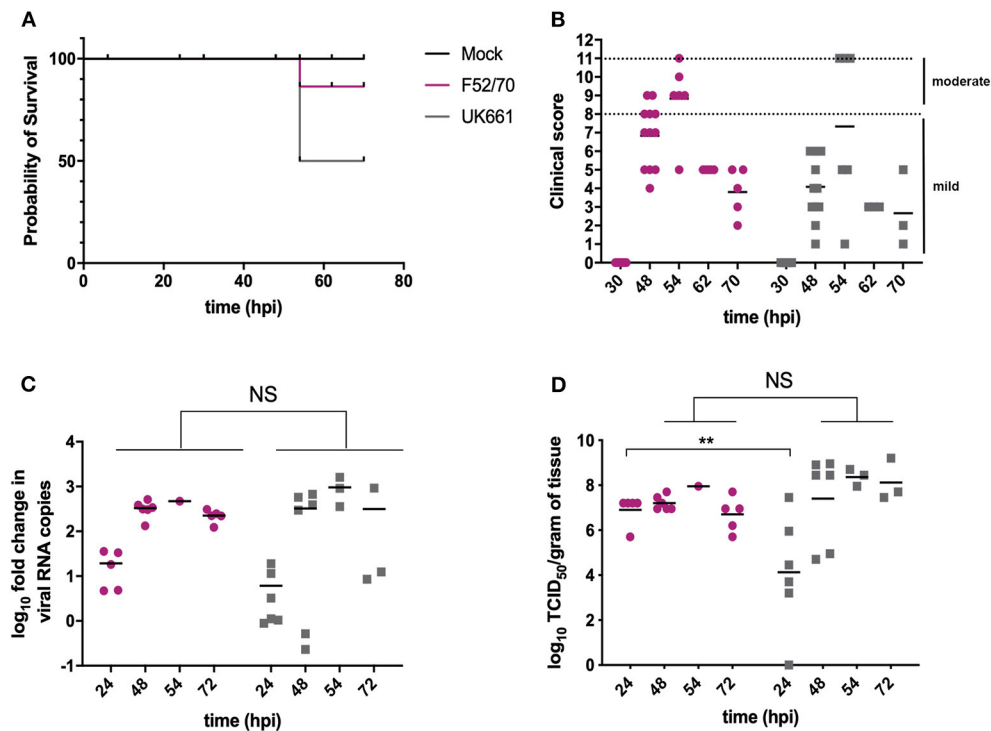 A
Probability of Survival
100
50
0
0 20 40 60 80
time (hpi)
Mock
F52/70
UK661
B
Clinical score
12
11
10
9
8
7
6
5
4
3
2
1
0
30 48 54 62 70 30 48 54 62 70
time (hpi)
moderate
mild
C
NS
log10 fold change in
viral RNA copies
4
3
2
1
0
-1
24 48 54 72 24 48 54 72
time (hpi)
D
NS
**
log10 TCID50/gram of tissue
10
8
6
4
2
0
24 48 54 72 24 48 54 72
time (hpi)